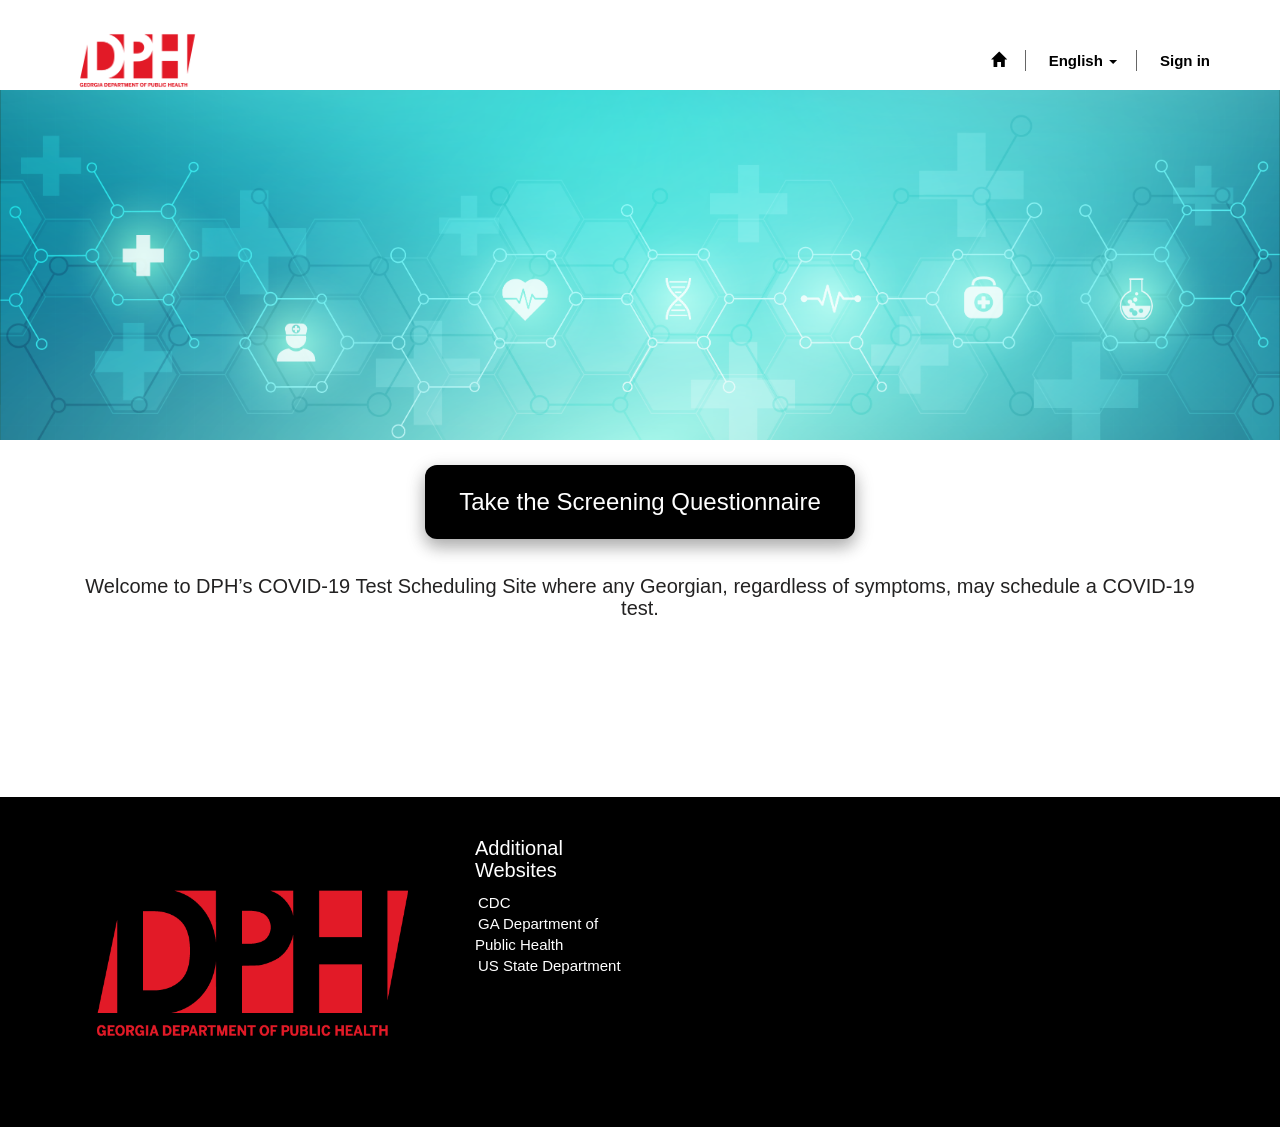 DPH
GEORGIA DEPARTMENT OF PUBLIC HEALTH
English
Sign in
Take the Screening Questionnaire
Welcome to DPH’s COVID-19 Test Scheduling Site where any Georgian, regardless of symptoms, may schedule a COVID-19
test.
DPH
GEORGIA DEPARTMENT OF PUBLIC HEALTH
Additional
Websites
CDC
GA Department of
Public Health
US State Department